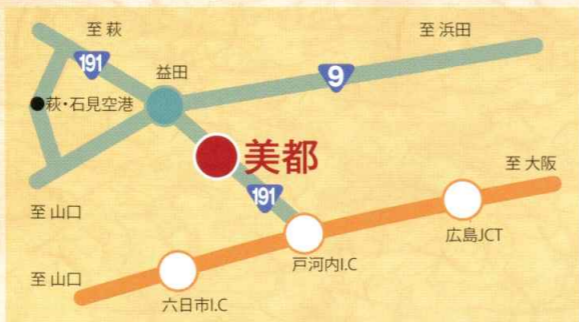 至 萩
191
益田
至 浜田
9
萩・石見空港
美都
191
至 大阪
至 山口
広島JCT
戸河内I.C
至 山口
六日市I.C